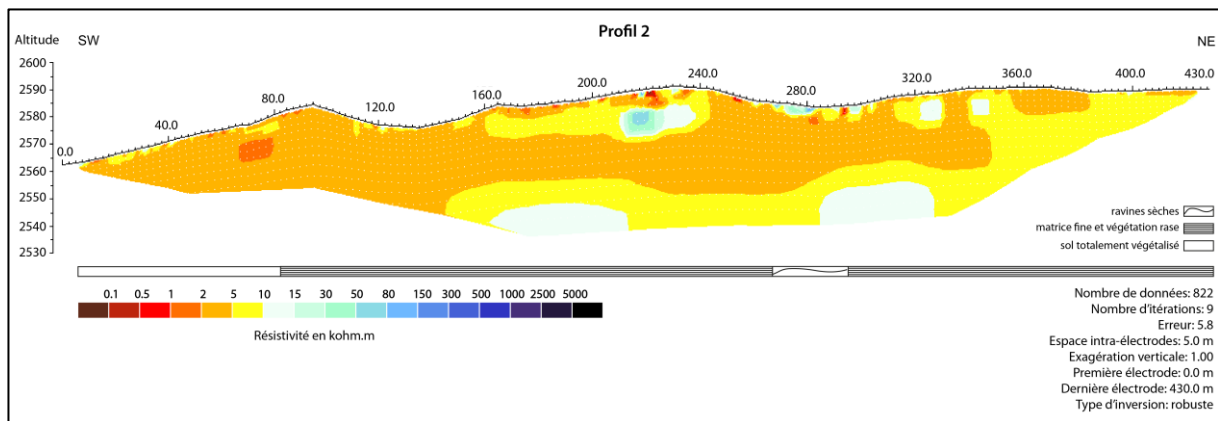 Profil 2
Altitude
SW
NE
2600
2590
2580
2570
2560
2550
2540
2530
0.0
40.0
80.0
120.0
160.0
200.0
240.0
280.0
320.0
360.0
400.0
430.0
ravines sèches
matrice fine et végétation rase
sol totalement végétalisé
0.1 0.5 1 2 5 10 15 30 50 80 150 300 500 1000 2500 5000
Résistivité en kohm.m
Nombre de données: 822
Nombre d'itérations: 9
Erreur: 5.8
Espace intra-électrodes: 5.0 m
Exagération verticale: 1.00
Première électrode: 0.0 m
Dernière électrode: 430.0 m
Type d'inversion: robuste